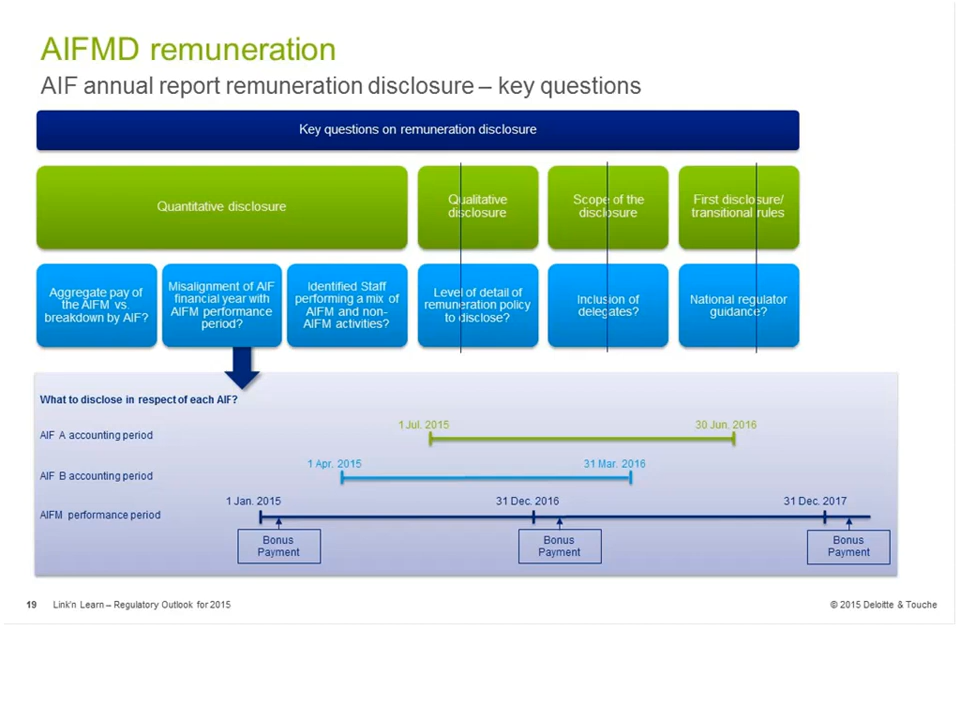 AIFMD remuneration
AIF annual report remuneration disclosure – key questions
Key questions on remuneration disclosure
Quantitative disclosure
Qualitative
disclosure
Scope of the
disclosure
First disclosure/
transitional rules
Aggregate pay of
the AIFM vs.
breakdown by AIF?
Misalignment of AIF
financial year with
AIFM performance
period?
Identified Staff
performing a mix of
AIFM and non-
AIFM activities?
Level of detail of
remuneration policy
to disclose?
Inclusion of
delegates?
National regulator
guidance?
What to disclose in respect of each AIF?
AIF A accounting period
1 Jul. 2015
30 Jun. 2016
AIF B accounting period
1 Apr. 2015
31 Mar. 2016
AIFM performance period
1 Jan. 2015
31 Dec. 2016
31 Dec. 2017
Bonus
Payment
Bonus
Payment
Bonus
Payment
19 Link'n Learn – Regulatory Outlook for 2015
© 2015 Deloitte & Touche